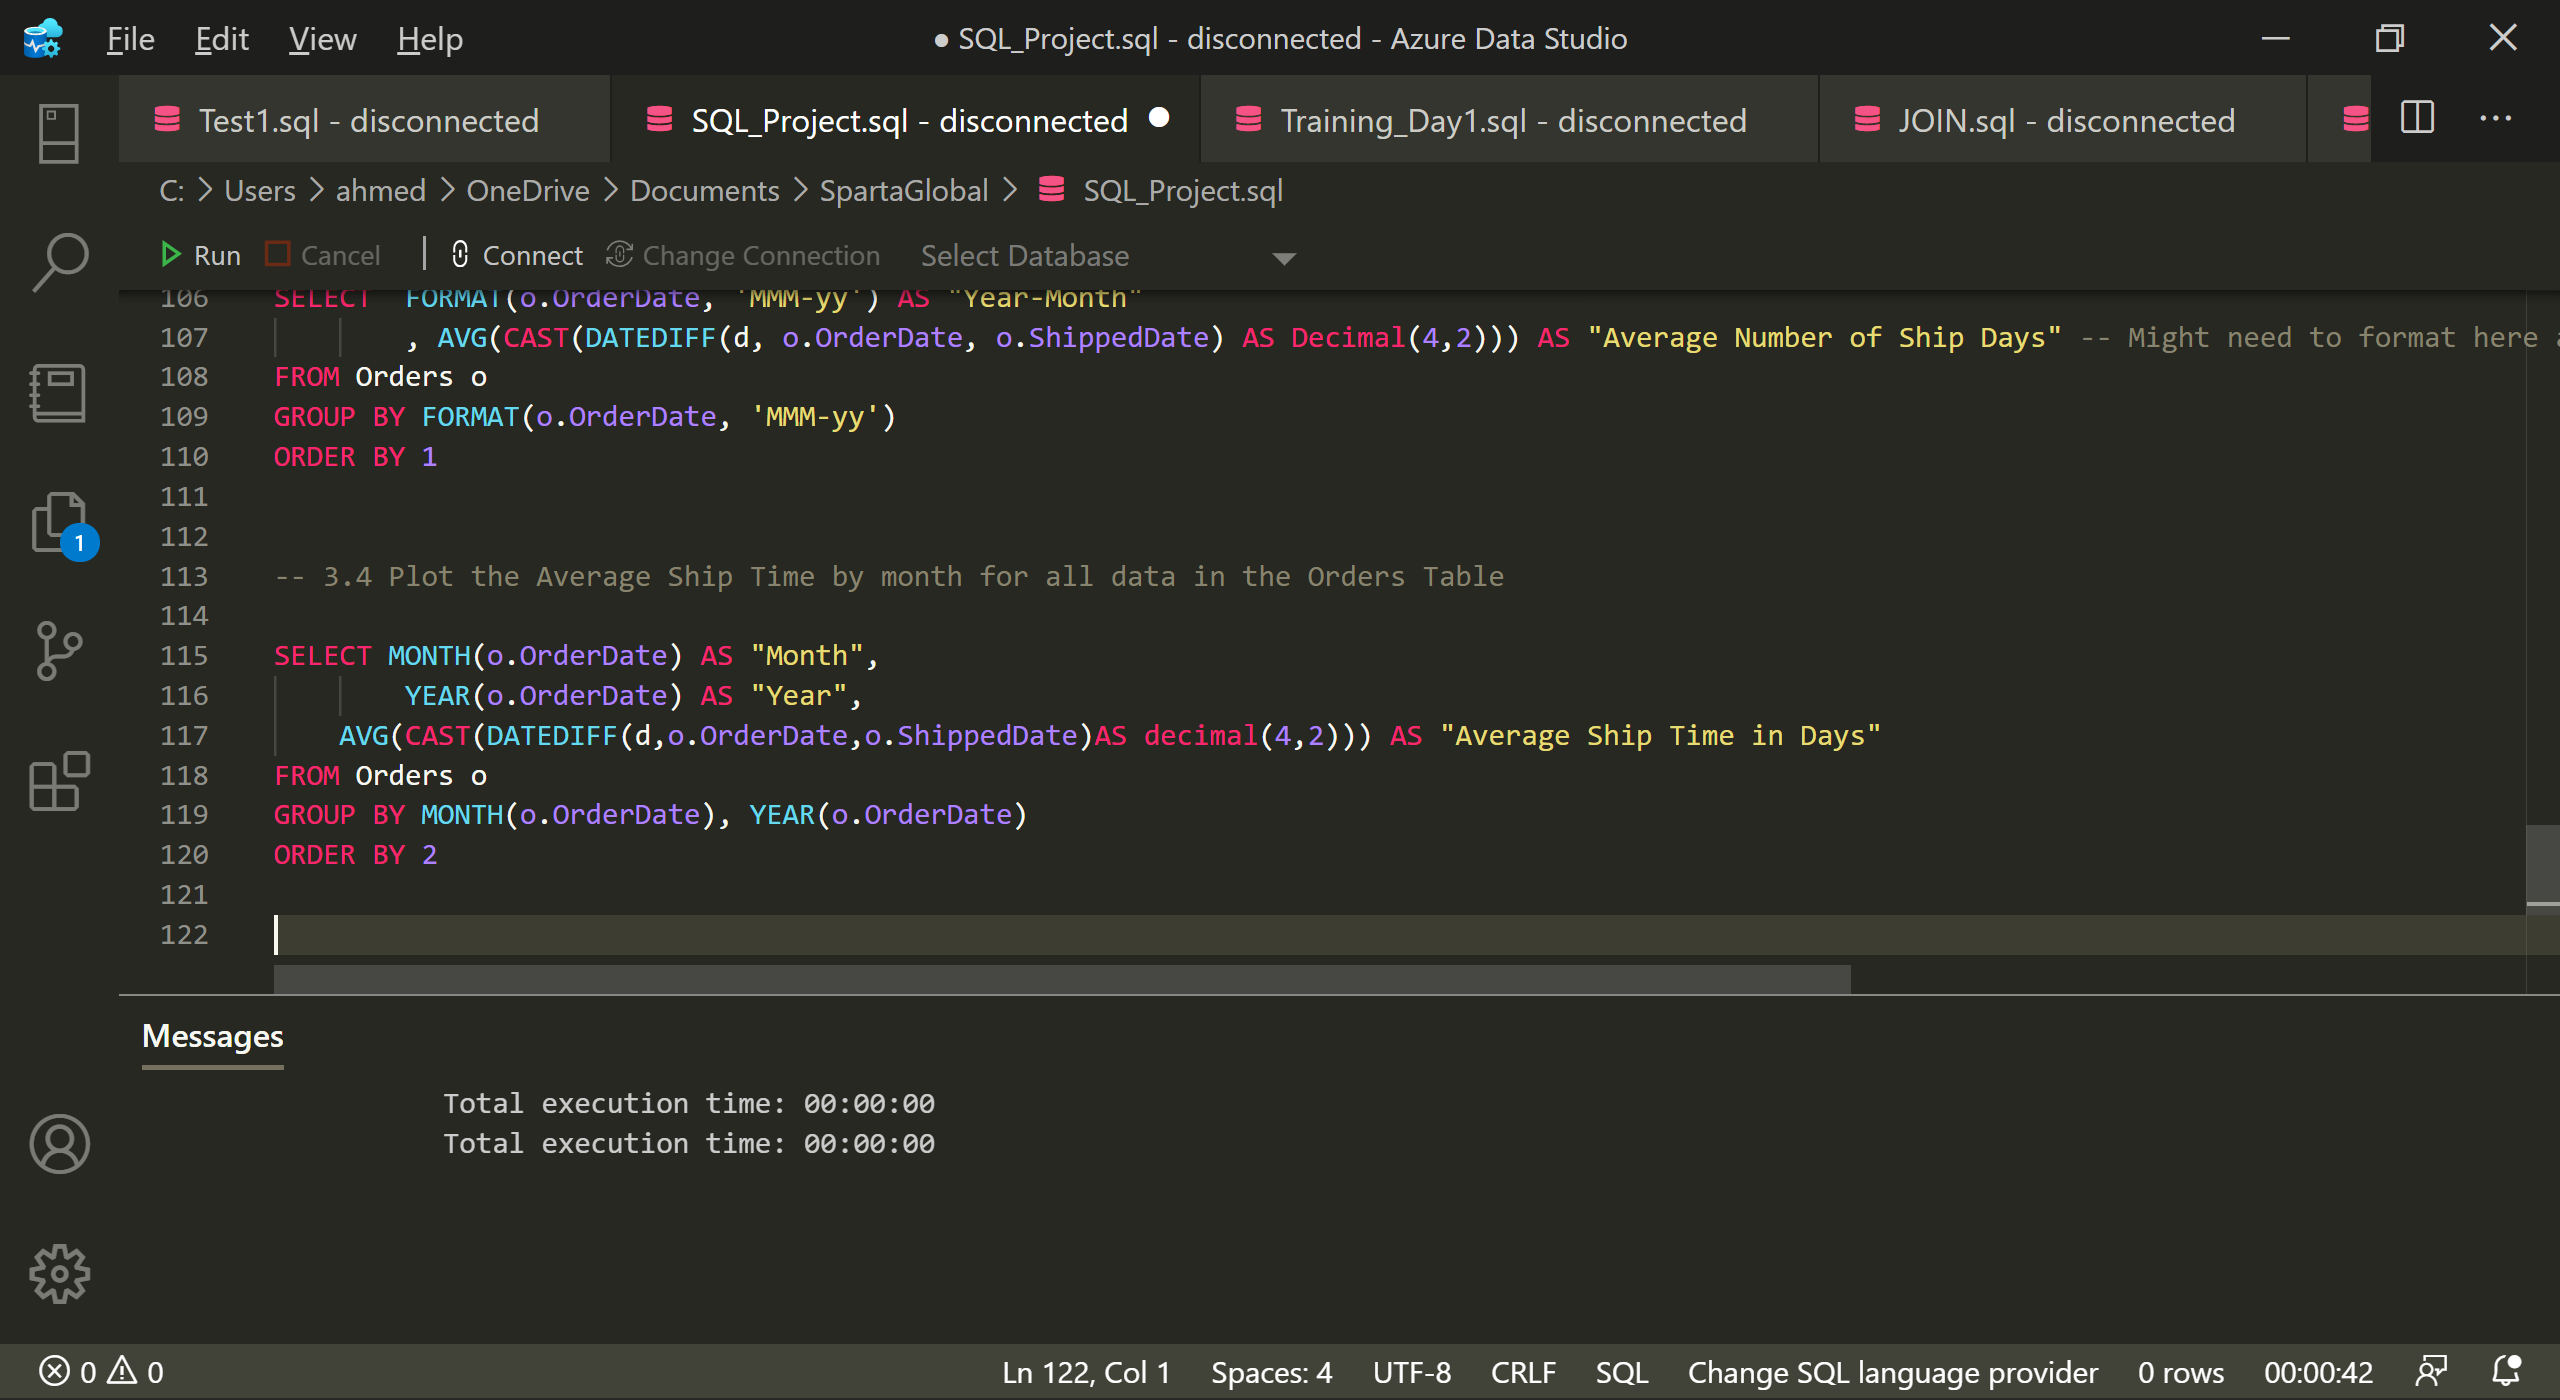 File Edit View Help ● SQL_Project.sql - disconnected - Azure Data Studio
Test1.sql - disconnected SQL_Project.sql - disconnected Training_Day1.sql - disconnected JOIN.sql - disconnected
C: > Users > ahmed > OneDrive > Documents > SpartaGlobal > SQL_Project.sql
Run Cancel | Connect Change Connection Select Database
106 SELECT FORMAT(o.OrderDate, 'MMM-yy') AS "Year-Month"
107 , AVG(CAST(DATEDIFF(d, o.OrderDate, o.ShippedDate) AS Decimal(4,2))) AS "Average Number of Ship Days" -- Might need to format here
108 FROM Orders o
109 GROUP BY FORMAT(o.OrderDate, 'MMM-yy')
110 ORDER BY 1
111
112
113 -- 3.4 Plot the Average Ship Time by month for all data in the Orders Table
114
115 SELECT MONTH(o.OrderDate) AS "Month",
116 YEAR(o.OrderDate) AS "Year",
117 AVG(CAST(DATEDIFF(d,o.OrderDate,o.ShippedDate)AS decimal(4,2))) AS "Average Ship Time in Days"
118 FROM Orders o
119 GROUP BY MONTH(o.OrderDate), YEAR(o.OrderDate)
120 ORDER BY 2
121
122
1
Messages
Total execution time: 00:00:00
Total execution time: 00:00:00
0 0 Ln 122, Col 1 Spaces: 4 UTF-8 CRLF SQL Change SQL language provider 0 rows 00:00:42